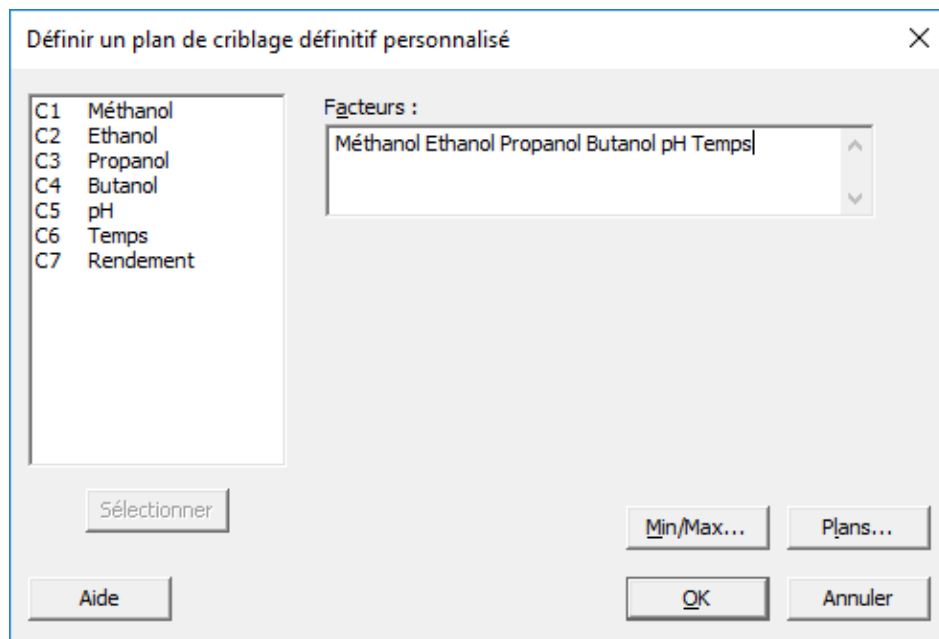 Définir un plan de criblage définitif personnalisé
C1 Méthanol
C2 Ethanol
C3 Propanol
C4 Butanol
C5 pH
C6 Temps
C7 Rendement
Facteurs :
Méthanol Ethanol Propanol Butanol pH Temps
Sélectionner
Min/Max... Plans...
Aide OK Annuler